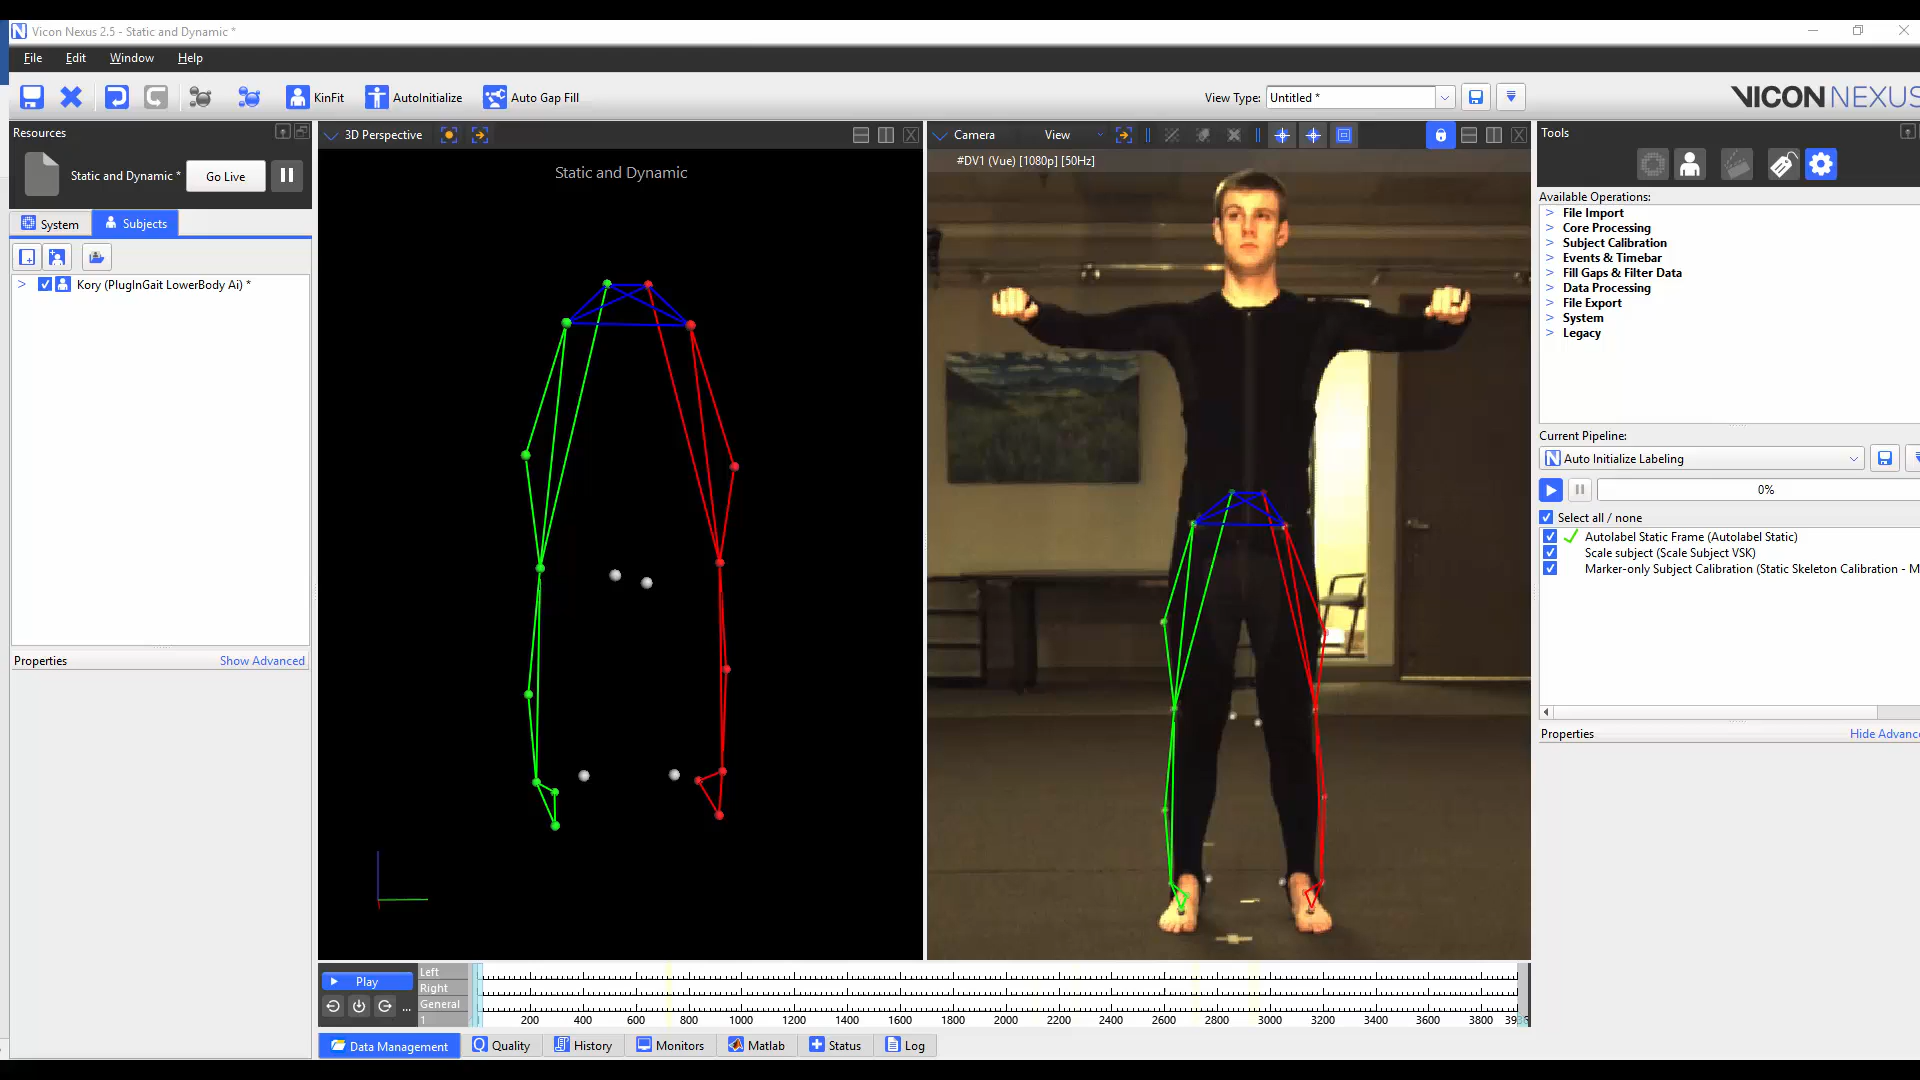 Vicon Nexus 2.5 - Static and Dynamic *
File Edit Window Help
KinFit AutoInitialize Auto Gap Fill View Type: Untitled * VICON NEXUS
Resources
Static and Dynamic * Go Live
System Subjects
Kory (PlugInGait LowerBody Ai) *
Properties Show Advanced
3D Perspective
Static and Dynamic
Camera View
#DV1 (Vue) [1080p] [50Hz]
Tools
Available Operations:
File Import
Core Processing
Subject Calibration
Events & Timebar
Fill Gaps & Filter Data
Data Processing
File Export
System
Legacy
Current Pipeline:
Auto Initialize Labeling
0%
Select all / none
Autolabel Static Frame (Autolabel Static)
Scale subject (Scale Subject VSK)
Marker-only Subject Calibration (Static Skeleton Calibration - M
Properties Hide Advanc
Play
Left
Right
General
...
1 200 400 600 800 1000 1200 1400 1600 1800 2000 2200 2400 2600 2800 3000 3200 3400 3600 3800
Data Management Quality History Monitors Matlab Status Log